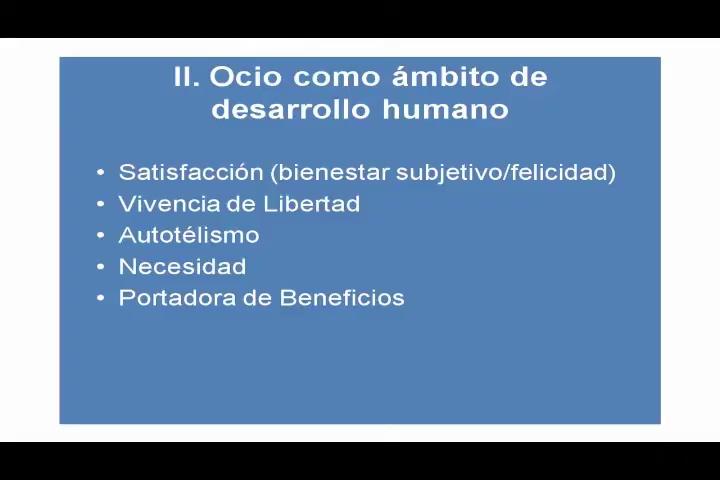 II. Ocio como ámbito de
desarrollo humano
• Satisfacción (bienestar subjetivo/felicidad)
• Vivencia de Libertad
• Autotélismo
• Necesidad
• Portadora de Beneficios